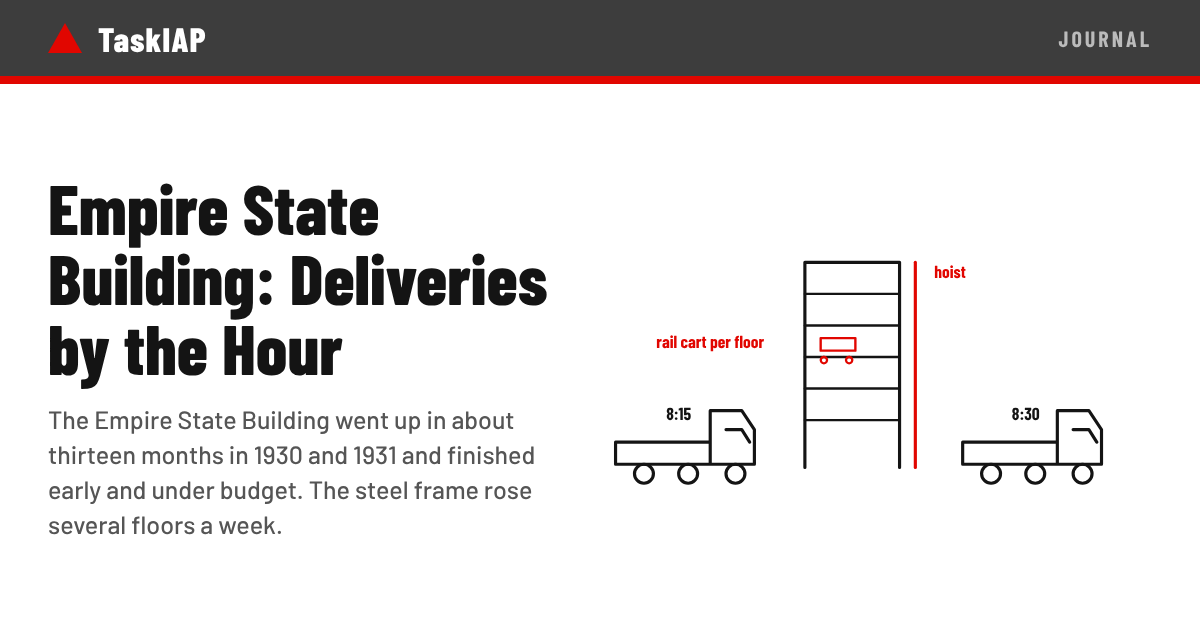 TaskIAP
JOURNAL
Empire State
Building: Deliveries
by the Hour
The Empire State Building went up in about
thirteen months in 1930 and 1931 and finished
early and under budget. The steel frame rose
several floors a week.
hoist
rail cart per floor
8:15
8:30